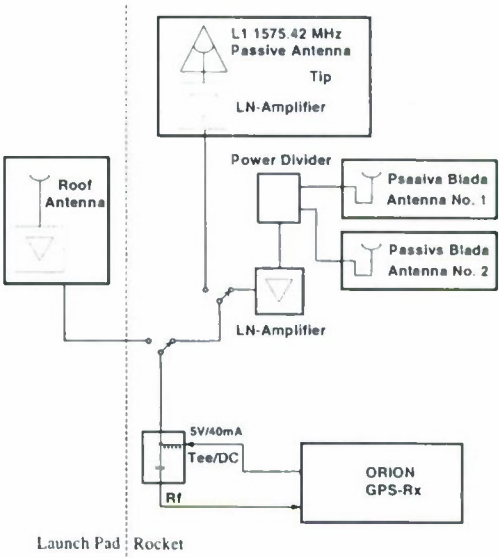 L1 1575.42 MHz
Passive Antenna
Tip
LN-Amplifier
Power Divider
Psaaiva Blada
Antenna No. 1
Roof
Antenna
Passivs Blada
Antenna No. 2
LN-Amplifier
5V/40mA
Tee/DC
ORION
GPS-Rx
Rf
Launch Pad Rocket